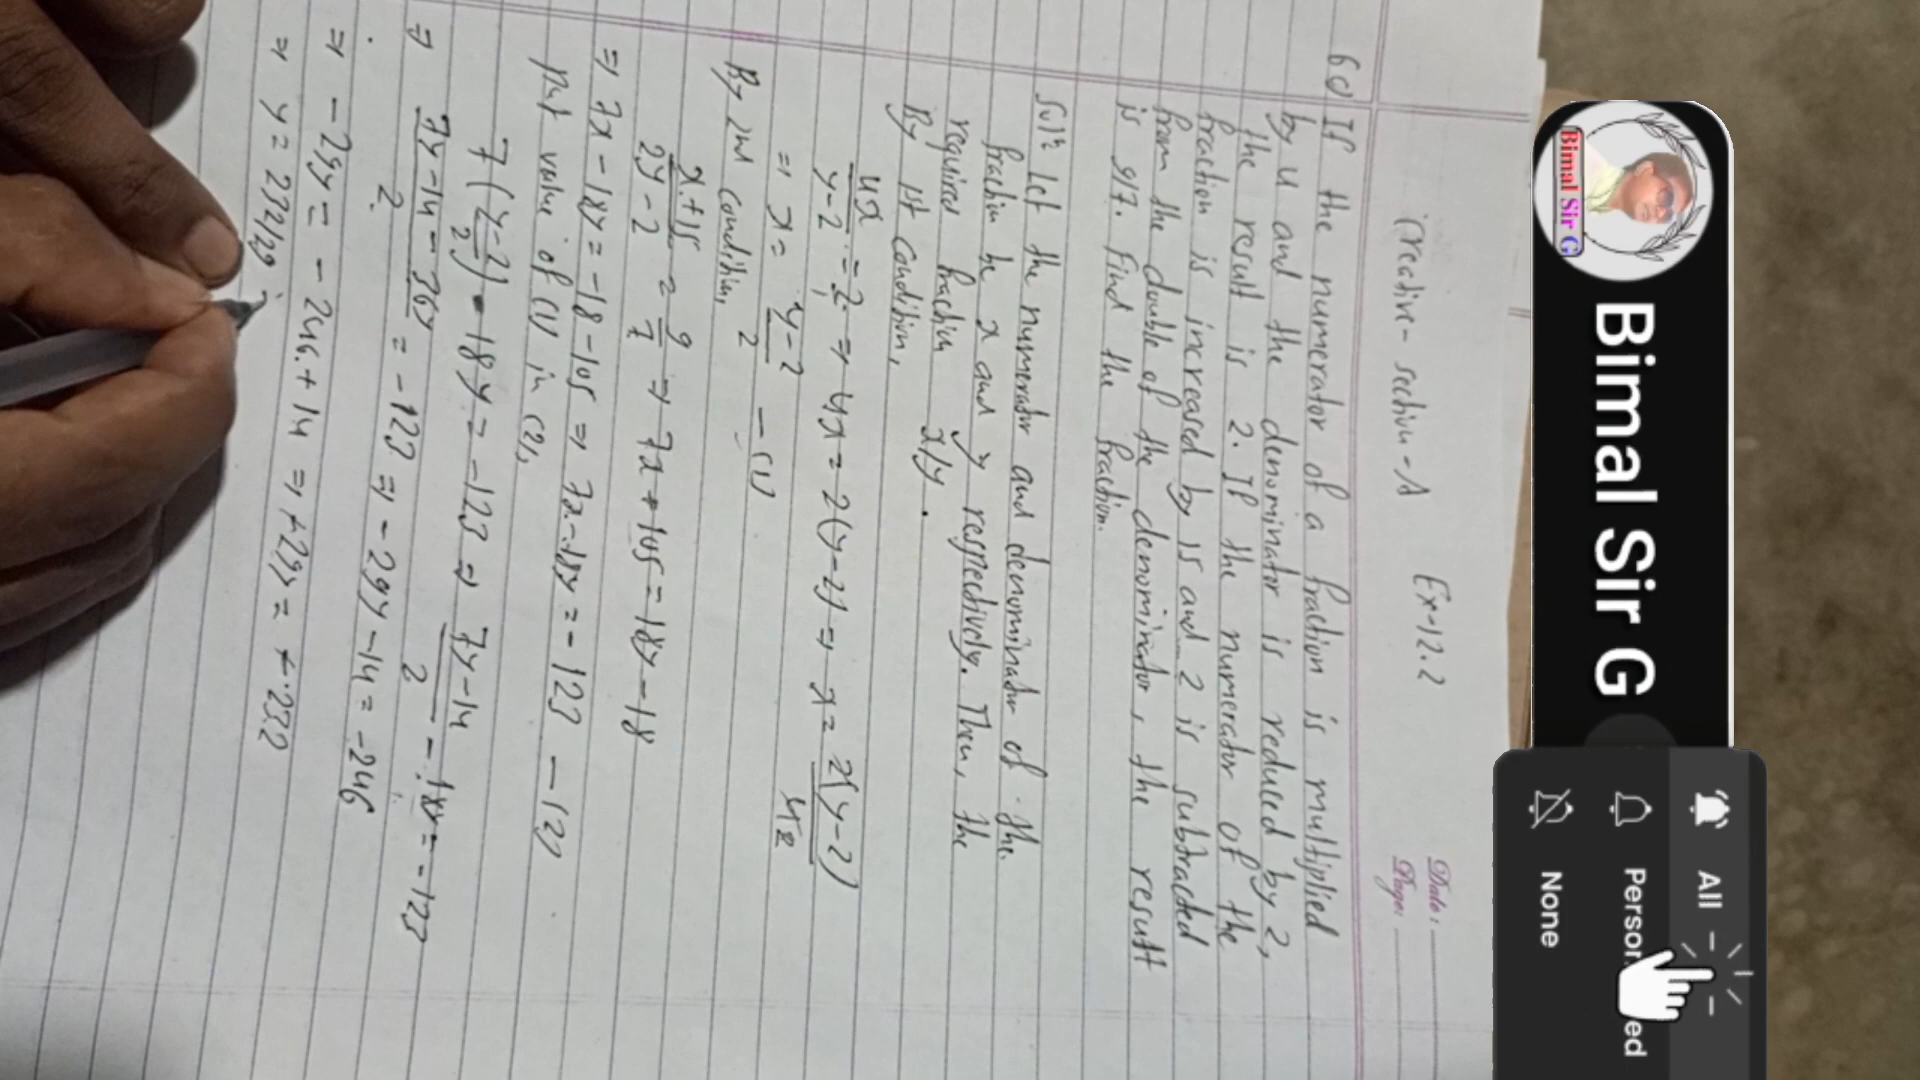 Creative - section - A Ex-12.2
Date:
Page:
6c) If the numerator of a fraction is multiplied
by 4 and the denominator is reduced by 2,
the result is 2. If the numerator of the
fraction is increased by 15 and 2 is subtracted
from the double of the denominator, the result
is 9/7. Find the fraction.
Solⁿ Let the numerator and denominator of the
fraction be x and y respectively. Then, the
required fraction x/y.
By 1st condition,
4x/y-2 = 2/1 ⇒ 4x = 2(y-2) ⇒ x = 2(y-2)/4 2
⇒ x = y-2/2 - (1)
By 2nd condition,
x+15/2y-2 = 9/7 ⇒ 7x+105 = 18y-18
⇒ 7x-18y = -18-105 ⇒ 7x-18y = -123 - (2)
put value of (1) in (2),
7(y-2/2) - 18y = -123 ⇒ 7y-14/2 - 18y = -123
⇒ 7y-14-36y/2 = -123 ⇒ -29y-14 = -246
⇒ -29y = -246+14 ⇒ +29y = +232
⇒ y = 232/29
Bimal Sir G
Bimal Sir G
All
Person ed
None